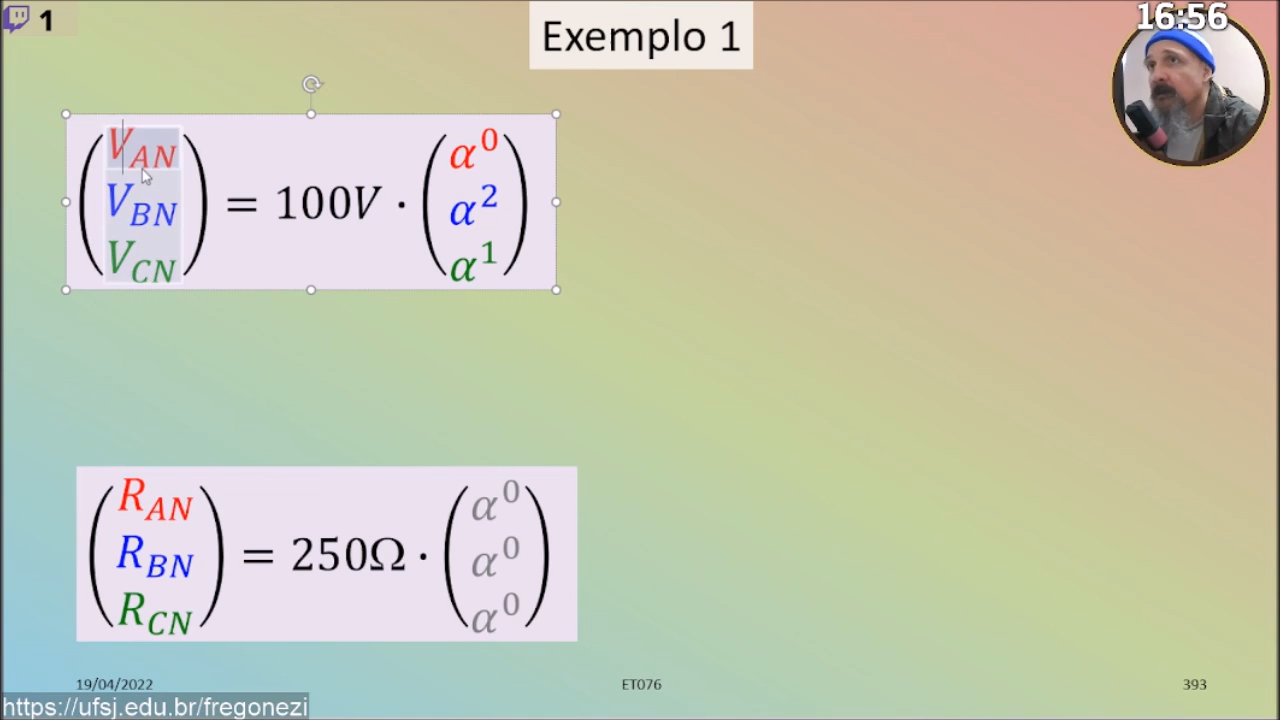 1
16:56
Exemplo 1
V_AN
V_BN = 100V · α^0
V_CN α^2
α^1
R_AN
R_BN = 250Ω · α^0
R_CN α^0
α^0
19/04/2022 ET076 393
https://ufsj.edu.br/fregonezi